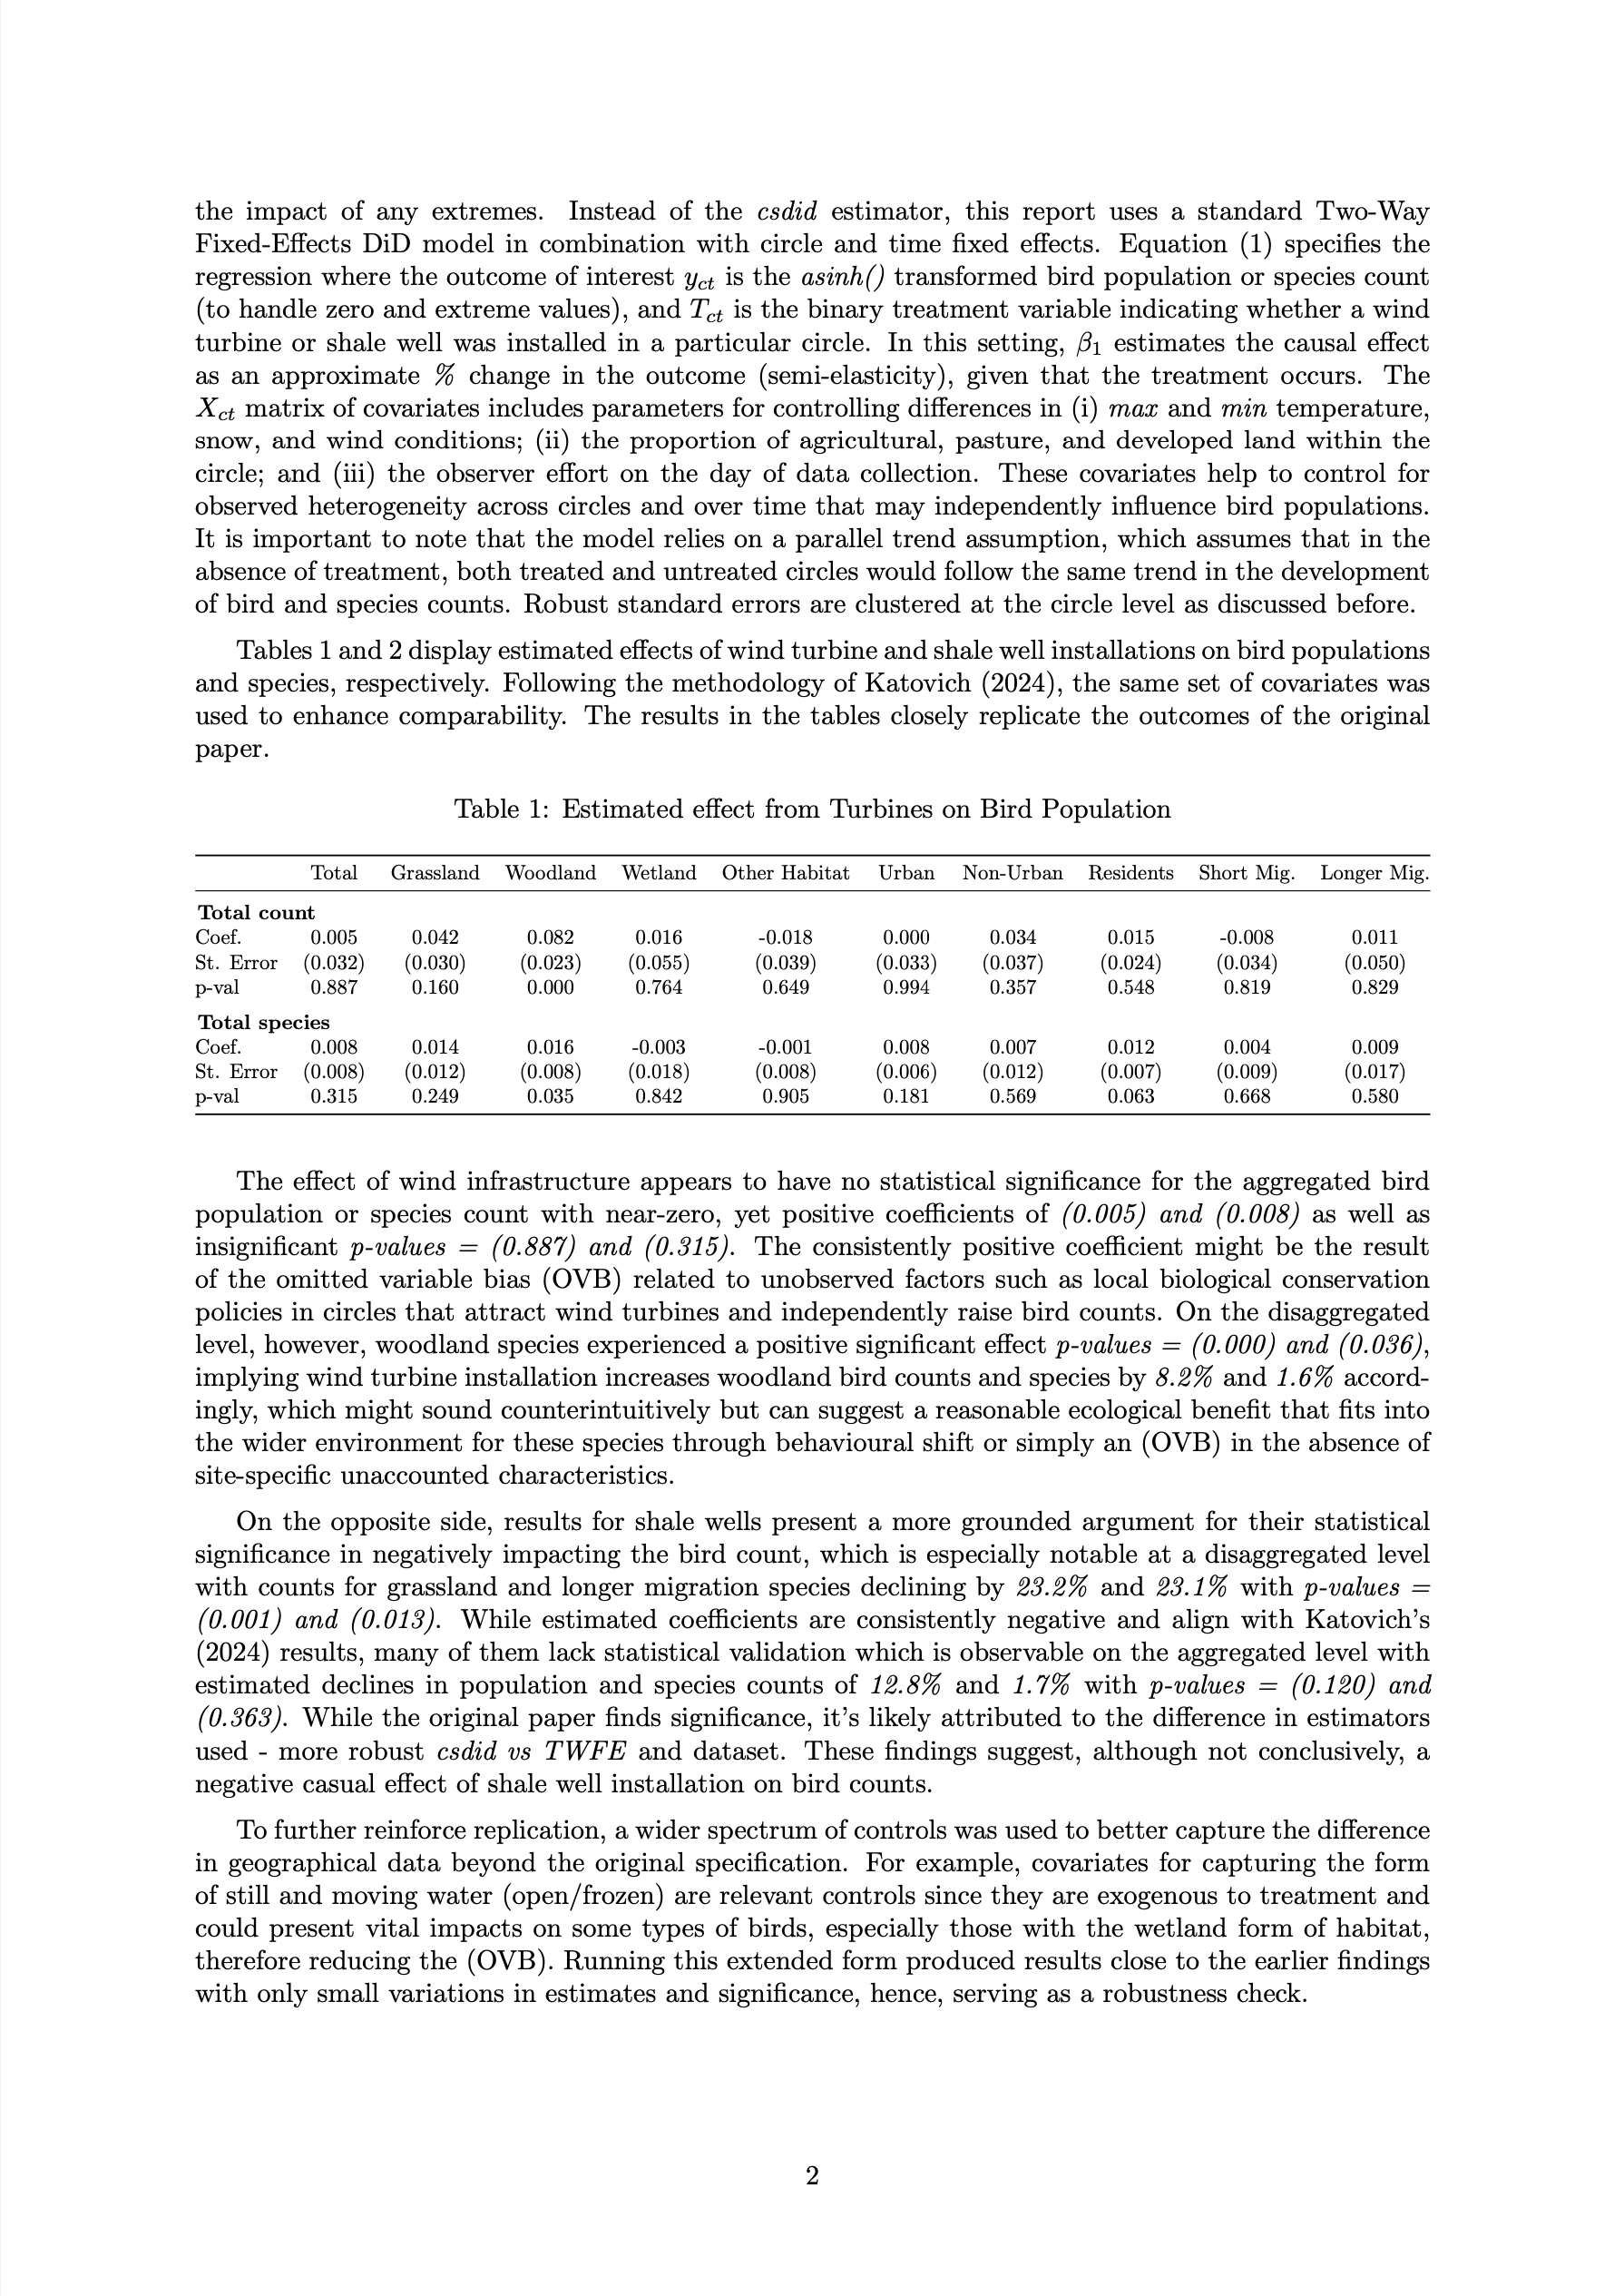 the impact of any extremes. Instead of the csdid estimator, this report uses a standard Two-Way
Fixed-Effects DiD model in combination with circle and time fixed effects. Equation (1) specifies the
regression where the outcome of interest yct is the asinh() transformed bird population or species count
(to handle zero and extreme values), and Tct is the binary treatment variable indicating whether a wind
turbine or shale well was installed in a particular circle. In this setting, β1 estimates the causal effect
as an approximate % change in the outcome (semi-elasticity), given that the treatment occurs. The
Xct matrix of covariates includes parameters for controlling differences in (i) max and min temperature,
snow, and wind conditions; (ii) the proportion of agricultural, pasture, and developed land within the
circle; and (iii) the observer effort on the day of data collection. These covariates help to control for
observed heterogeneity across circles and over time that may independently influence bird populations.
It is important to note that the model relies on a parallel trend assumption, which assumes that in the
absence of treatment, both treated and untreated circles would follow the same trend in the development
of bird and species counts. Robust standard errors are clustered at the circle level as discussed before.
Tables 1 and 2 display estimated effects of wind turbine and shale well installations on bird populations
and species, respectively. Following the methodology of Katovich (2024), the same set of covariates was
used to enhance comparability. The results in the tables closely replicate the outcomes of the original
paper.
Table 1: Estimated effect from Turbines on Bird Population
Total Grassland Woodland Wetland Other Habitat Urban Non-Urban Residents Short Mig. Longer Mig.
Total count
Coef. 0.005 0.042 0.082 0.016 -0.018 0.000 0.034 0.015 -0.008 0.011
St. Error (0.032) (0.030) (0.023) (0.055) (0.039) (0.033) (0.037) (0.024) (0.034) (0.050)
p-val 0.887 0.160 0.000 0.764 0.649 0.994 0.357 0.548 0.819 0.829
Total species
Coef. 0.008 0.014 0.016 -0.003 -0.001 0.008 0.007 0.012 0.004 0.009
St. Error (0.008) (0.012) (0.008) (0.018) (0.008) (0.006) (0.012) (0.007) (0.009) (0.017)
p-val 0.315 0.249 0.035 0.842 0.905 0.181 0.569 0.063 0.668 0.580
The effect of wind infrastructure appears to have no statistical significance for the aggregated bird
population or species count with near-zero, yet positive coefficients of (0.005) and (0.008) as well as
insignificant p-values = (0.887) and (0.315). The consistently positive coefficient might be the result
of the omitted variable bias (OVB) related to unobserved factors such as local biological conservation
policies in circles that attract wind turbines and independently raise bird counts. On the disaggregated
level, however, woodland species experienced a positive significant effect p-values = (0.000) and (0.036),
implying wind turbine installation increases woodland bird counts and species by 8.2% and 1.6% accord-
ingly, which might sound counterintuitively but can suggest a reasonable ecological benefit that fits into
the wider environment for these species through behavioural shift or simply an (OVB) in the absence of
site-specific unaccounted characteristics.
On the opposite side, results for shale wells present a more grounded argument for their statistical
significance in negatively impacting the bird count, which is especially notable at a disaggregated level
with counts for grassland and longer migration species declining by 23.2% and 23.1% with p-values =
(0.001) and (0.013). While estimated coefficients are consistently negative and align with Katovich's
(2024) results, many of them lack statistical validation which is observable on the aggregated level with
estimated declines in population and species counts of 12.8% and 1.7% with p-values = (0.120) and
(0.363). While the original paper finds significance, it's likely attributed to the difference in estimators
used - more robust csdid vs TWFE and dataset. These findings suggest, although not conclusively, a
negative casual effect of shale well installation on bird counts.
To further reinforce replication, a wider spectrum of controls was used to better capture the difference
in geographical data beyond the original specification. For example, covariates for capturing the form
of still and moving water (open/frozen) are relevant controls since they are exogenous to treatment and
could present vital impacts on some types of birds, especially those with the wetland form of habitat,
therefore reducing the (OVB). Running this extended form produced results close to the earlier findings
with only small variations in estimates and significance, hence, serving as a robustness check.
2